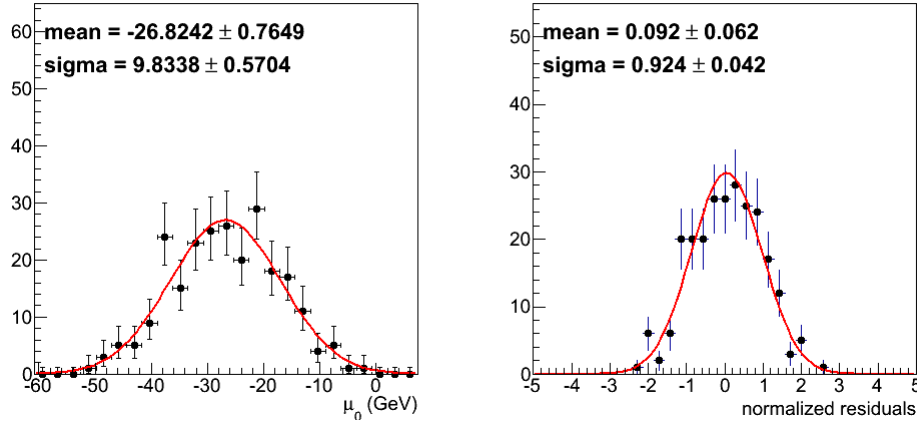 mean = -26.8242 ± 0.7649
sigma = 9.8338 ± 0.5704
60
50
40
30
20
10
0
-60 -50 -40 -30 -20 -10 0
μ0 (GeV)
mean = 0.092 ± 0.062
sigma = 0.924 ± 0.042
50
40
30
20
10
0
-5 -4 -3 -2 -1 0 1 2 3 4 5
normalized residuals